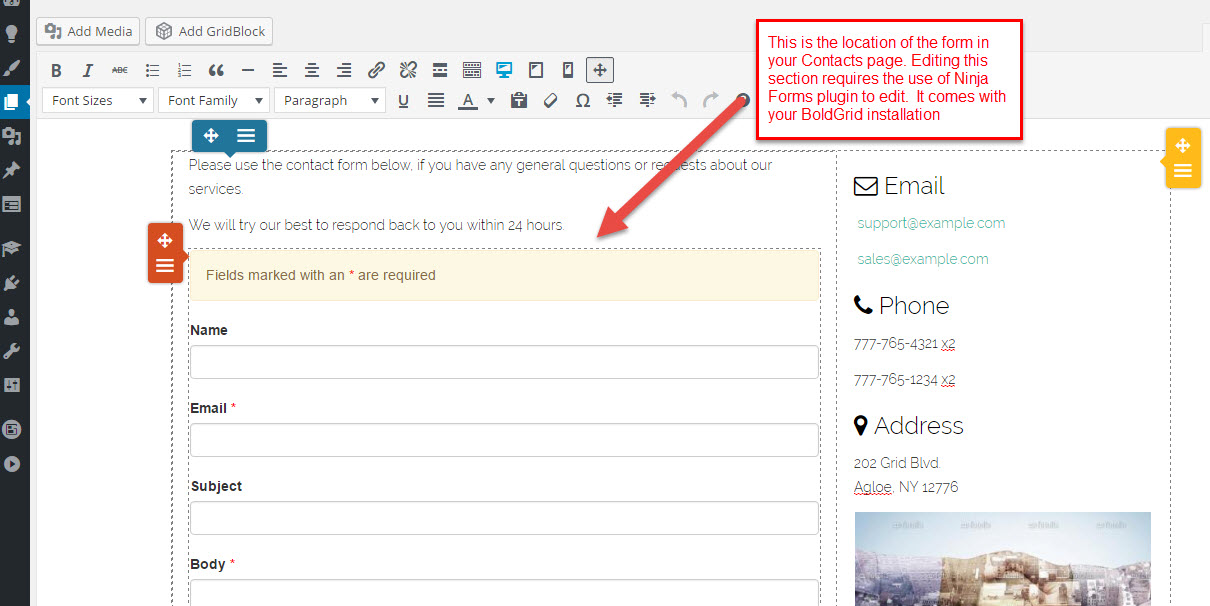 Add Media
Add GridBlock
B I ABC
Font Sizes
Font Family
Paragraph
U
A
Ω
This is the location of the form in
your Contacts page. Editing this
section requires the use of Ninja
Forms plugin to edit.  It comes with
your BoldGrid installation
Please use the contact form below, if you have any general questions or requests about our
services.
We will try our best to respond back to you within 24 hours.
Fields marked with an * are required
Name
Email *
Subject
Body *
Email
support@example.com
sales@example.com
Phone
777-765-4321 x2
777-765-1234 x2
Address
202 Grid Blvd.
Agloe, NY 12776